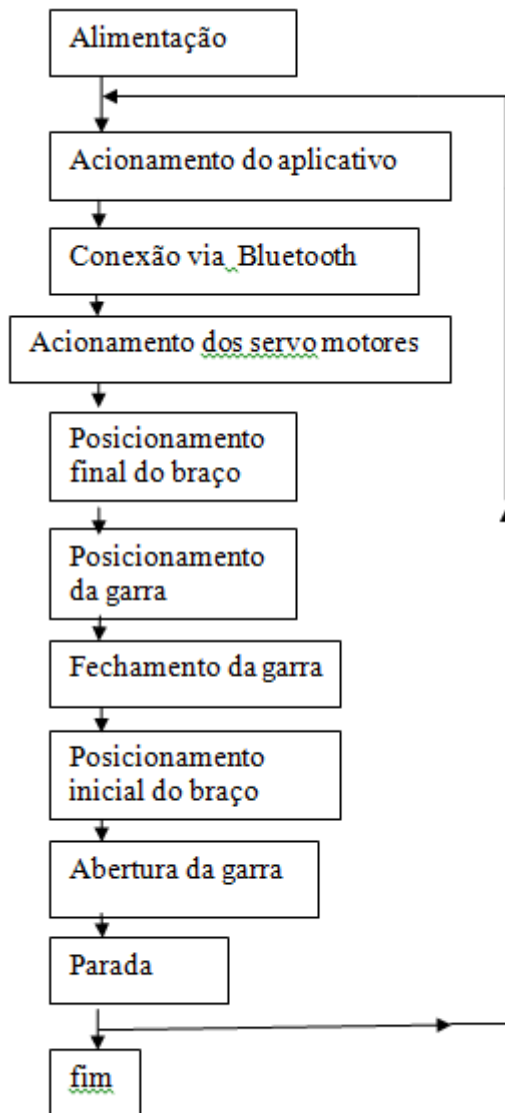 Alimentação
Acionamento do aplicativo
Conexão via Bluetooth
Acionamento dos servo motores
Posicionamento
final do braço
Posicionamento
da garra
Fechamento da garra
Posicionamento
inicial do braço
Abertura da garra
Parada
fim